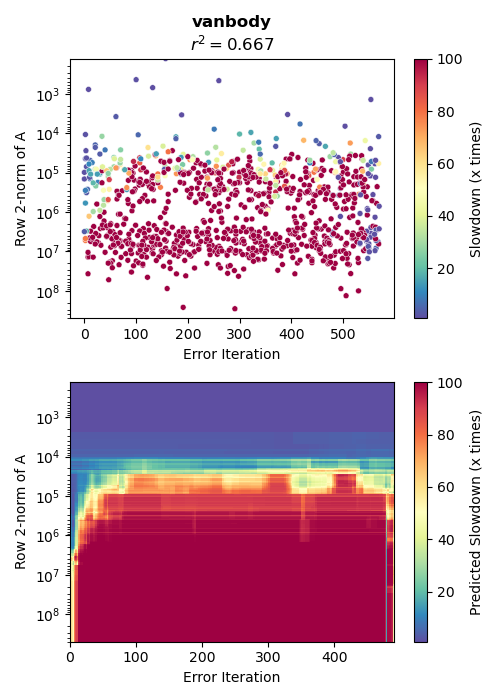 vanbody
r² = 0.667
10³
10⁴
10⁵
10⁶
10⁷
10⁸
Row 2-norm of A
0 100 200 300 400 500
Error Iteration
100
80
60
40
20
Slowdown (x times)
10³
10⁴
10⁵
10⁶
10⁷
10⁸
Row 2-norm of A
0 100 200 300 400
Error Iteration
100
80
60
40
20
Predicted Slowdown (x times)